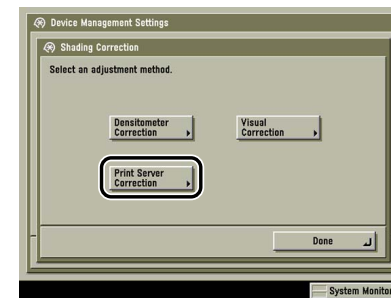 Device Management Settings
Shading Correction
Select an adjustment method.
Densitometer
Correction
Visual
Correction
Print Server
Correction
Done
System Monitor